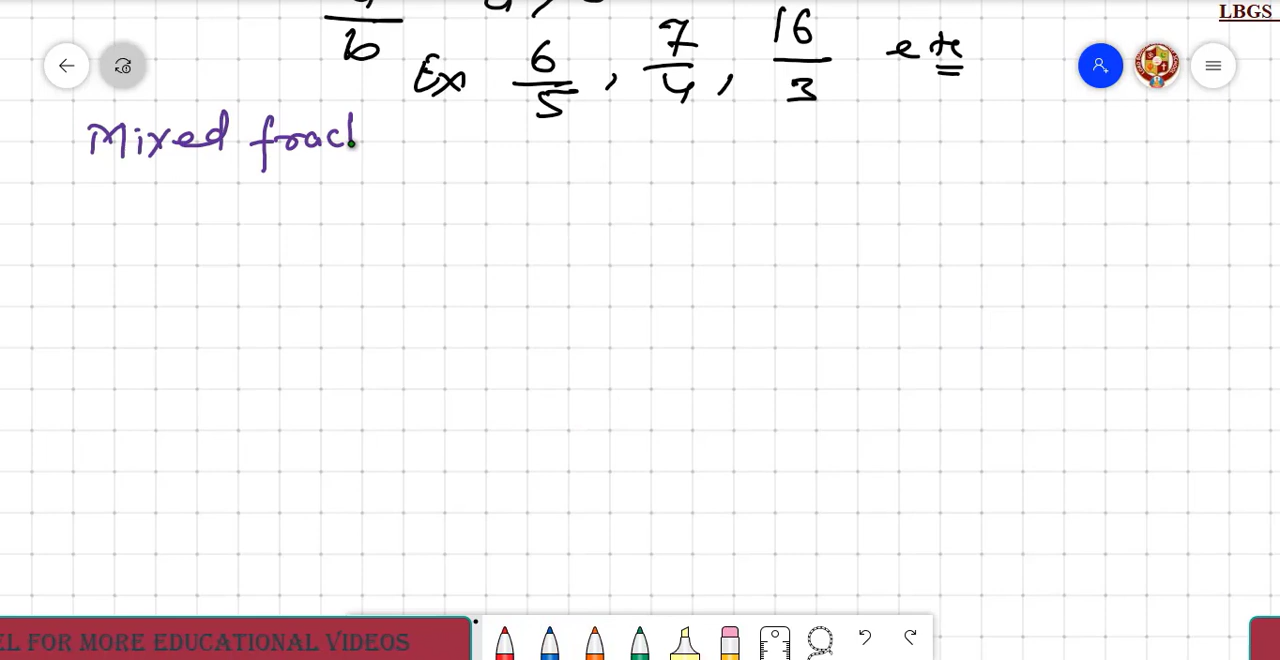 LBGS
b
Ex 6/5, 7/4, 16/3 etc
Mixed fract
EL FOR MORE EDUCATIONAL VIDEOS